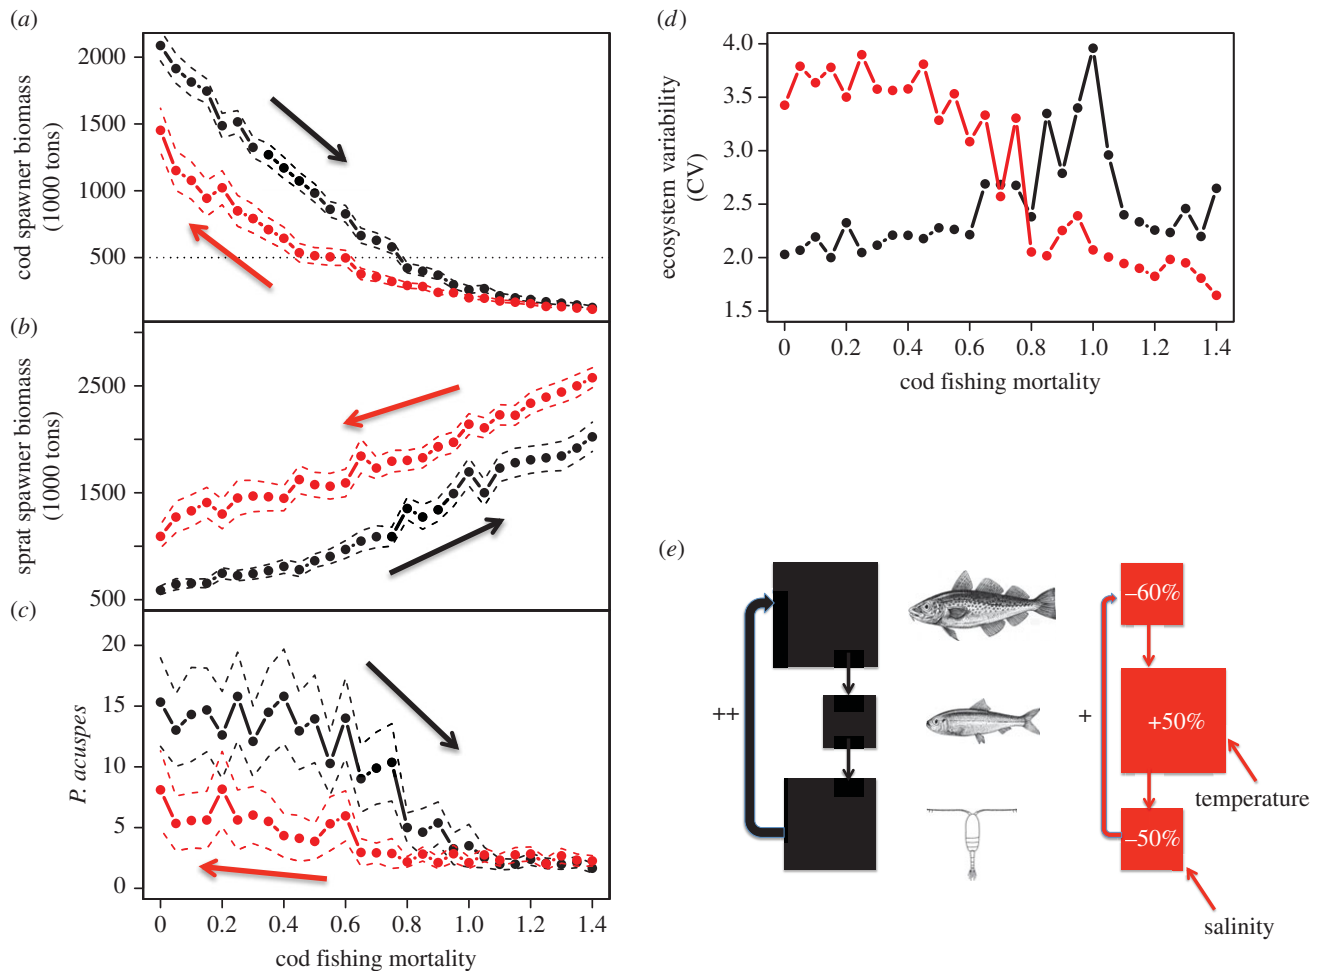 (a)
cod spawner biomass
(1000 tons)
2000
1500
1000
500
(b)
sprat spawner biomass
(1000 tons)
2500
1500
500
(c)
P. acuspes
20
15
10
5
0
0 0.2 0.4 0.6 0.8 1.0 1.2 1.4
cod fishing mortality
(d)
ecosystem variability
(CV)
4.0
3.5
3.0
2.5
2.0
1.5
0 0.2 0.4 0.6 0.8 1.0 1.2 1.4
cod fishing mortality
(e)
++
+
–60%
+50%
temperature
–50%
salinity